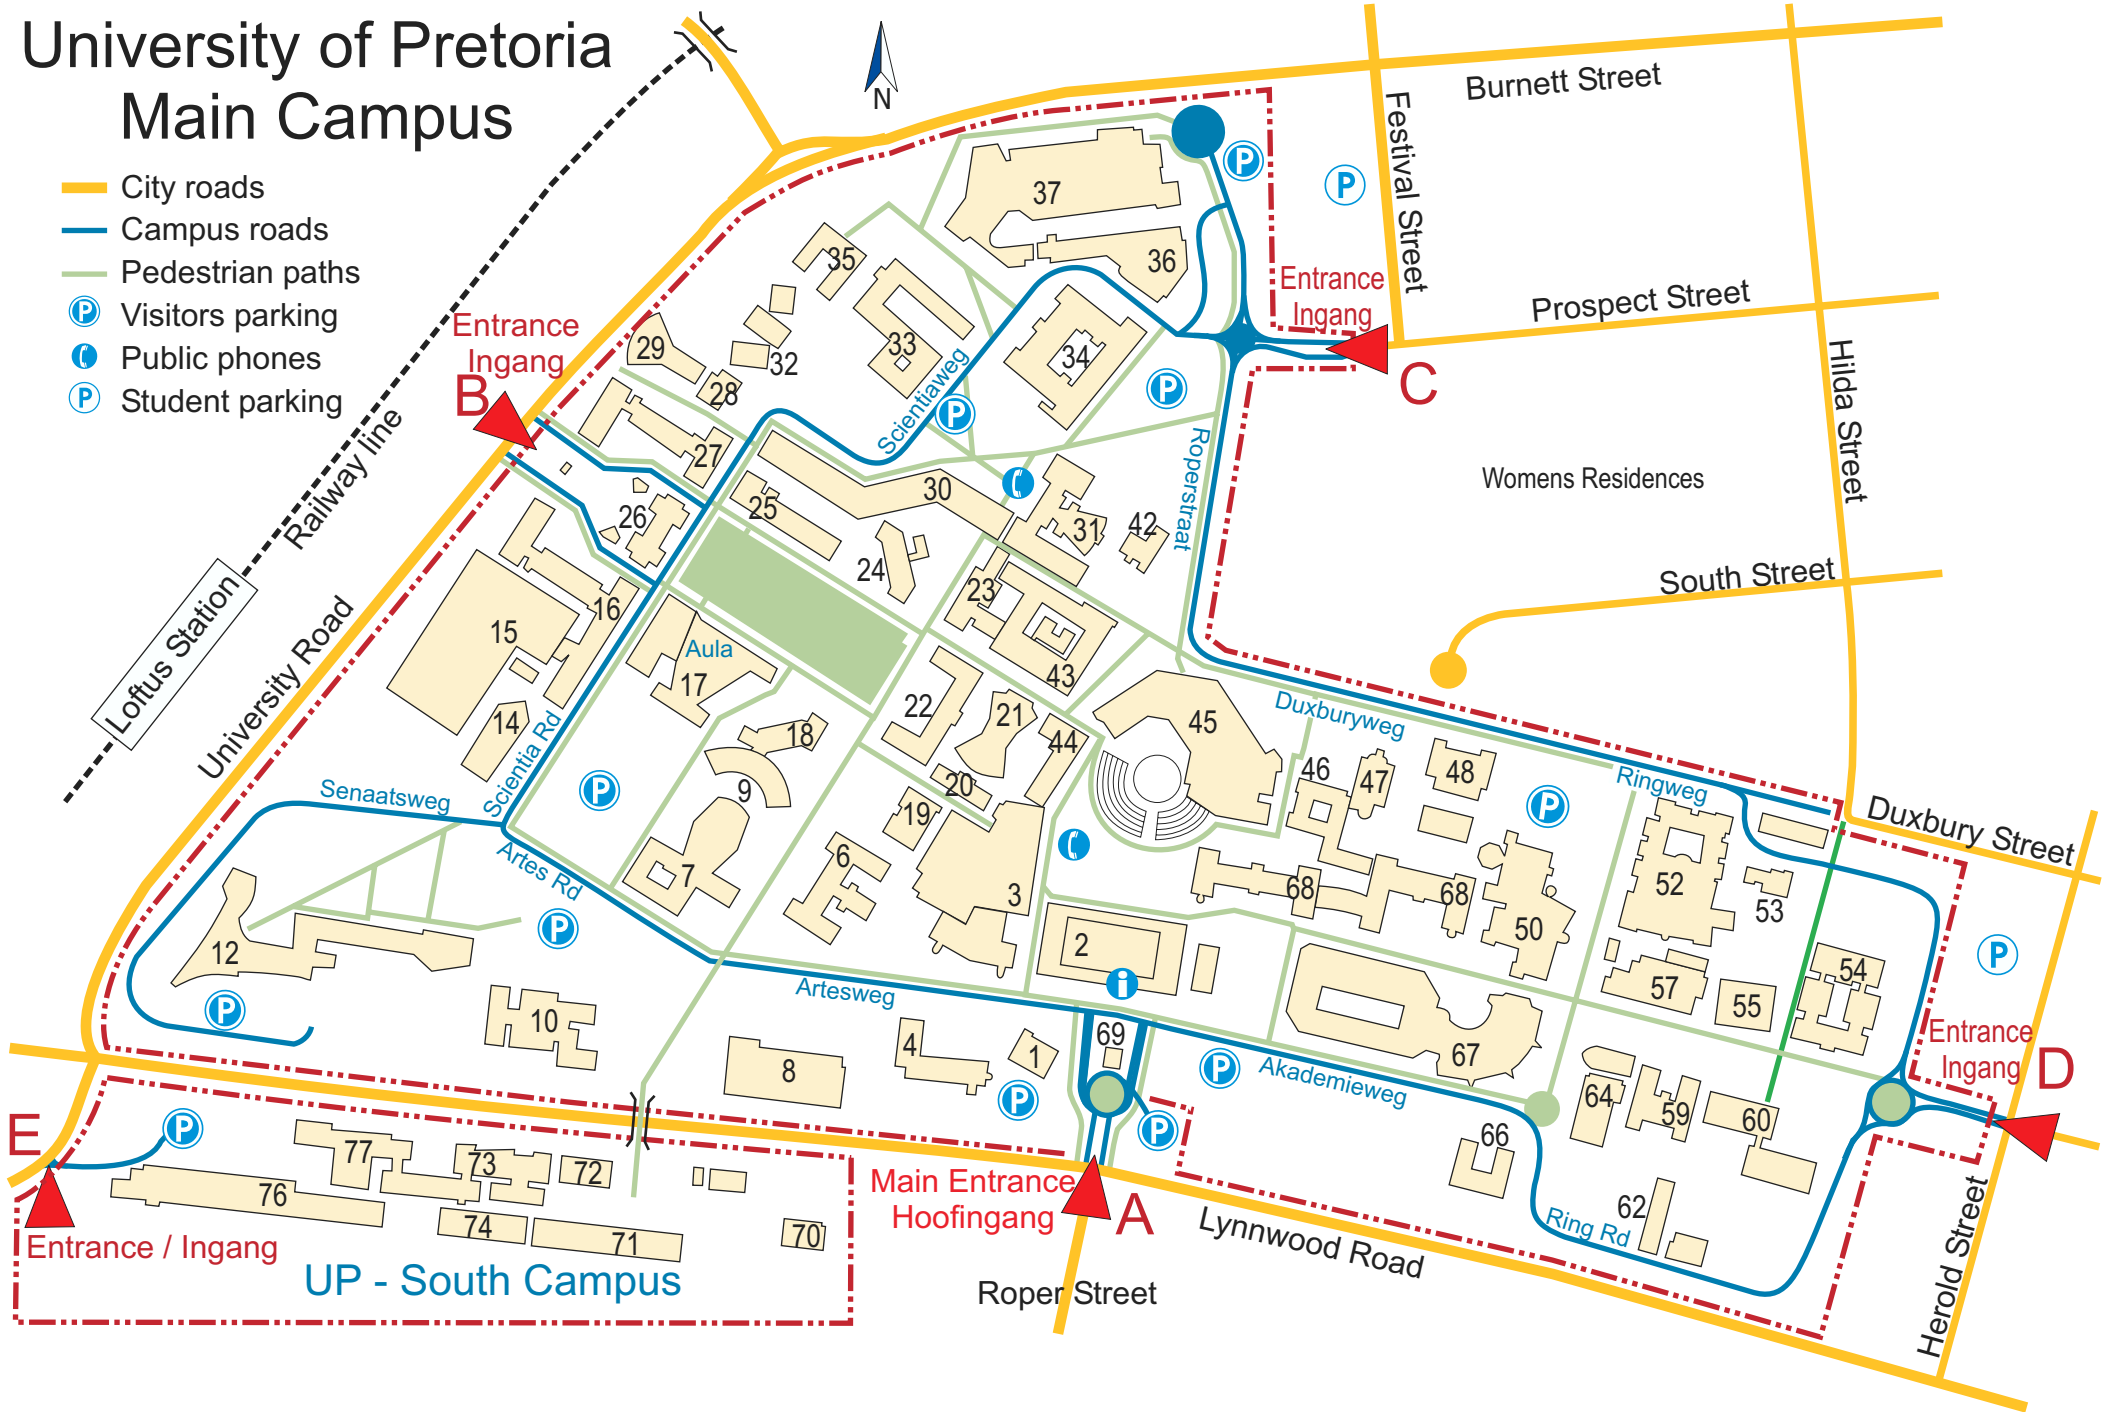 University of Pretoria
Main Campus
City roads
Campus roads
Pedestrian paths
P Visitors parking
Public phones
P Student parking
N
Burnett Street
Festival Street
Prospect Street
Hilda Street
Womens Residences
South Street
Duxbury Street
Herold Street
Lynnwood Road
Roper Street
University Road
Railway line
Loftus Station
Entrance
Ingang
B
Entrance
Ingang
C
Entrance
Ingang
D
Main Entrance
Hoofingang
A
E
Entrance / Ingang
UP - South Campus
Scientiaweg
Roperstraat
Duxburyweg
Ringweg
Senaatsweg
Scientia Rd
Artes Rd
Artesweg
Akademieweg
Ring Rd
Aula
37
36
35
34
33
32
29
28
27
30
31
42
25
26
24
23
43
16
15
14
17
22
21
44
45
18
9
20
19
46
47
48
7
6
3
68
68
50
52
53
12
2
10
8
4
1
69
67
57
55
54
64
59
60
66
62
77
73
72
76
74
71
70
P
P
P
P
P
P
P
P
P
P
P
P
P
P
i